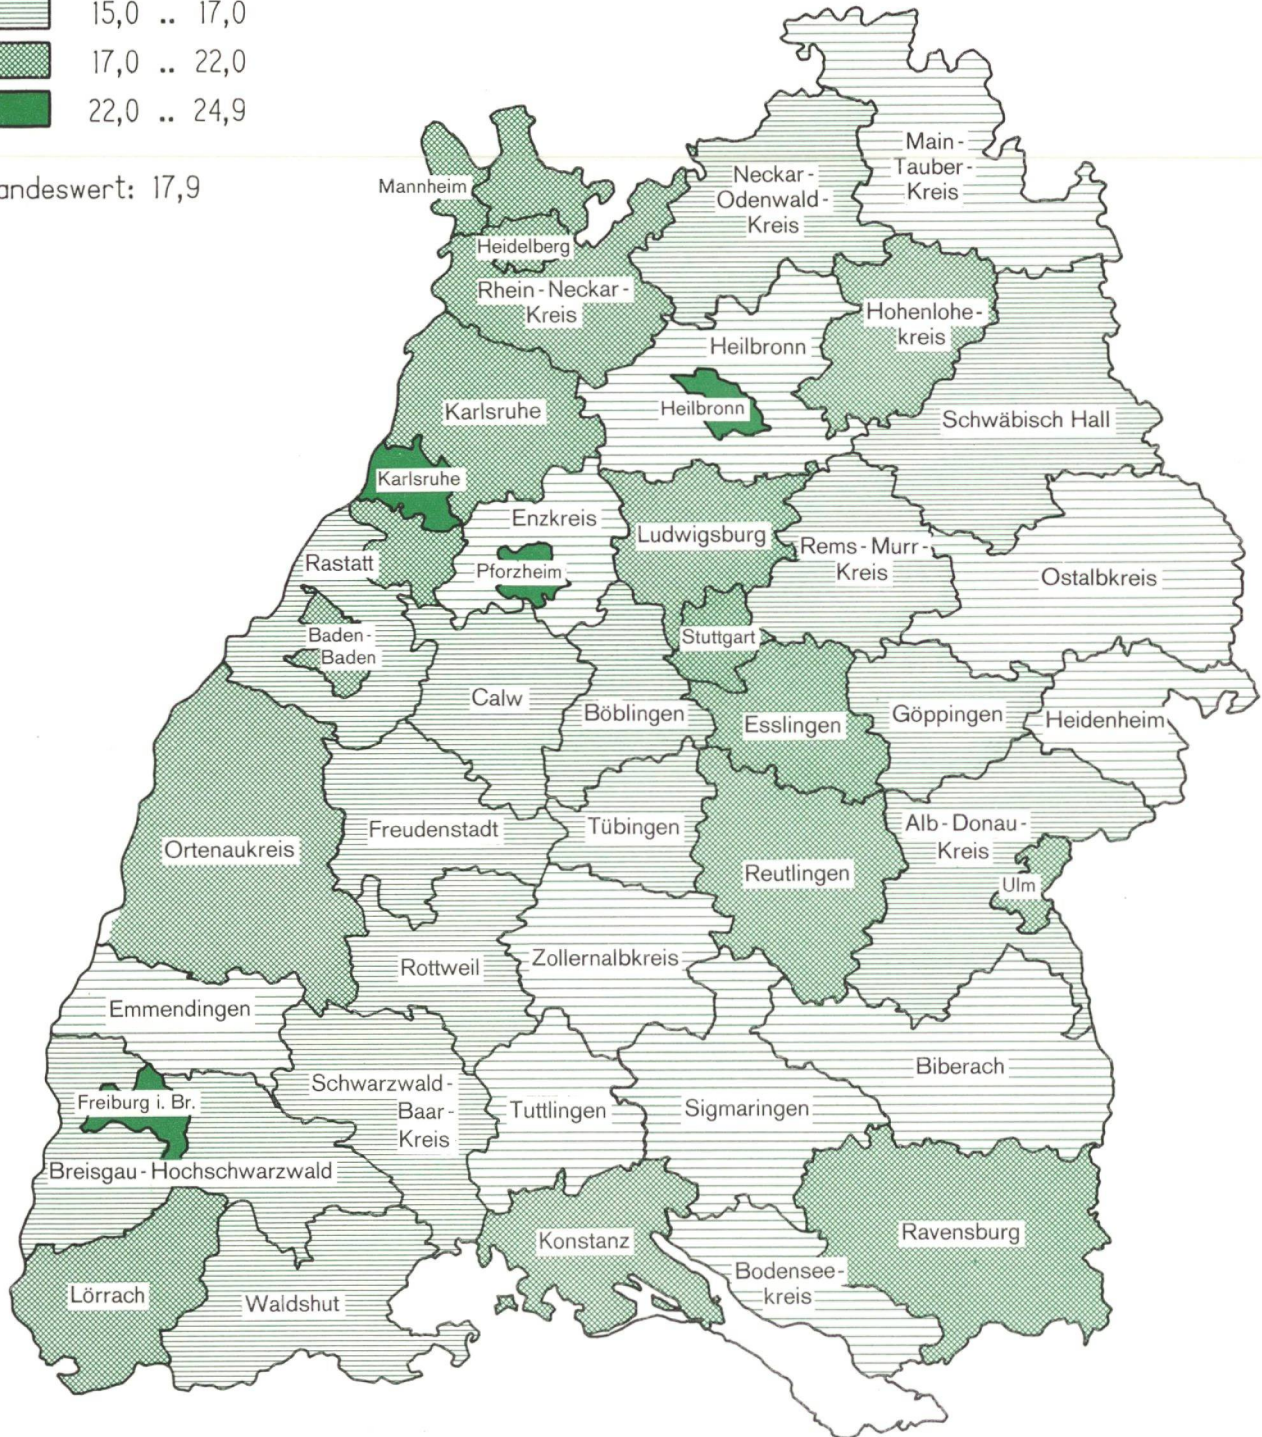 15,0 .. 17,0
17,0 .. 22,0
22,0 .. 24,9
andeswert: 17,9
Main-
Tauber-
Kreis
Neckar-
Odenwald-
Kreis
Mannheim
Heidelberg
Rhein-Neckar-
Kreis
Hohenlohe-
kreis
Heilbronn
Karlsruhe
Heilbronn
Schwäbisch Hall
Karlsruhe
Enzkreis
Ludwigsburg
Rems-Murr-
Kreis
Rastatt
Pforzheim
Ostalbkreis
Baden-
Baden
Stuttgart
Calw
Böblingen
Esslingen
Göppingen
Heidenheim
Freudenstadt
Tübingen
Alb-Donau-
Kreis
Ortenaukreis
Reutlingen
Ulm
Rottweil
Zollernalbkreis
Emmendingen
Biberach
Schwarzwald-
Baar-
Kreis
Freiburg i. Br.
Tuttlingen
Sigmaringen
Breisgau-Hochschwarzwald
Konstanz
Ravensburg
Bodensee-
kreis
Lörrach
Waldshut